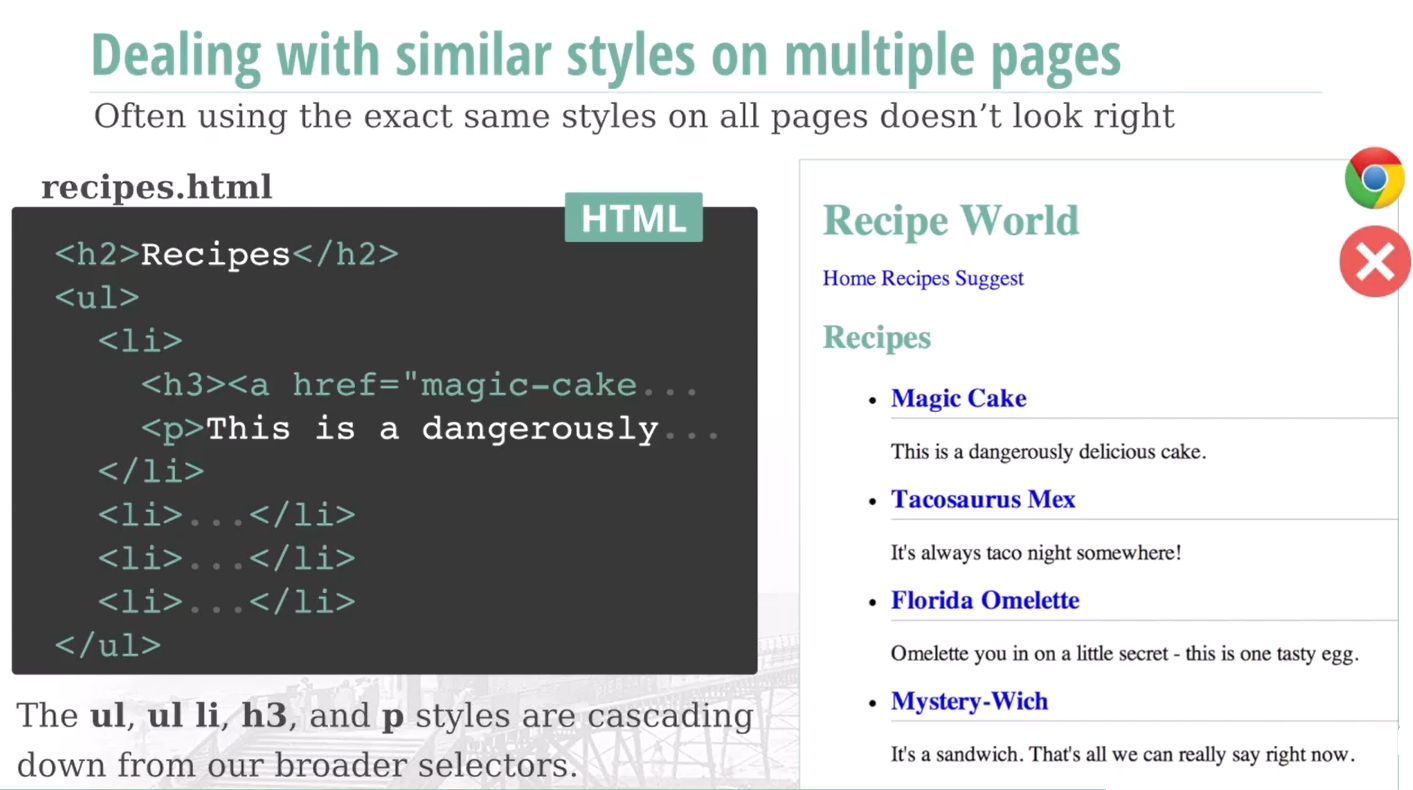 Dealing with similar styles on multiple pages
Often using the exact same styles on all pages doesn’t look right
recipes.html
HTML
<h2>Recipes</h2>
<ul>
<li>
<h3><a href="magic-cake...
<p>This is a dangerously...
</li>
<li>...</li>
<li>...</li>
<li>...</li>
</ul>
The ul, ul li, h3, and p styles are cascading
down from our broader selectors.
Recipe World
Home Recipes Suggest
Recipes
Magic Cake
This is a dangerously delicious cake.
Tacosaurus Mex
It's always taco night somewhere!
Florida Omelette
Omelette you in on a little secret - this is one tasty egg.
Mystery-Wich
It's a sandwich. That's all we can really say right now.